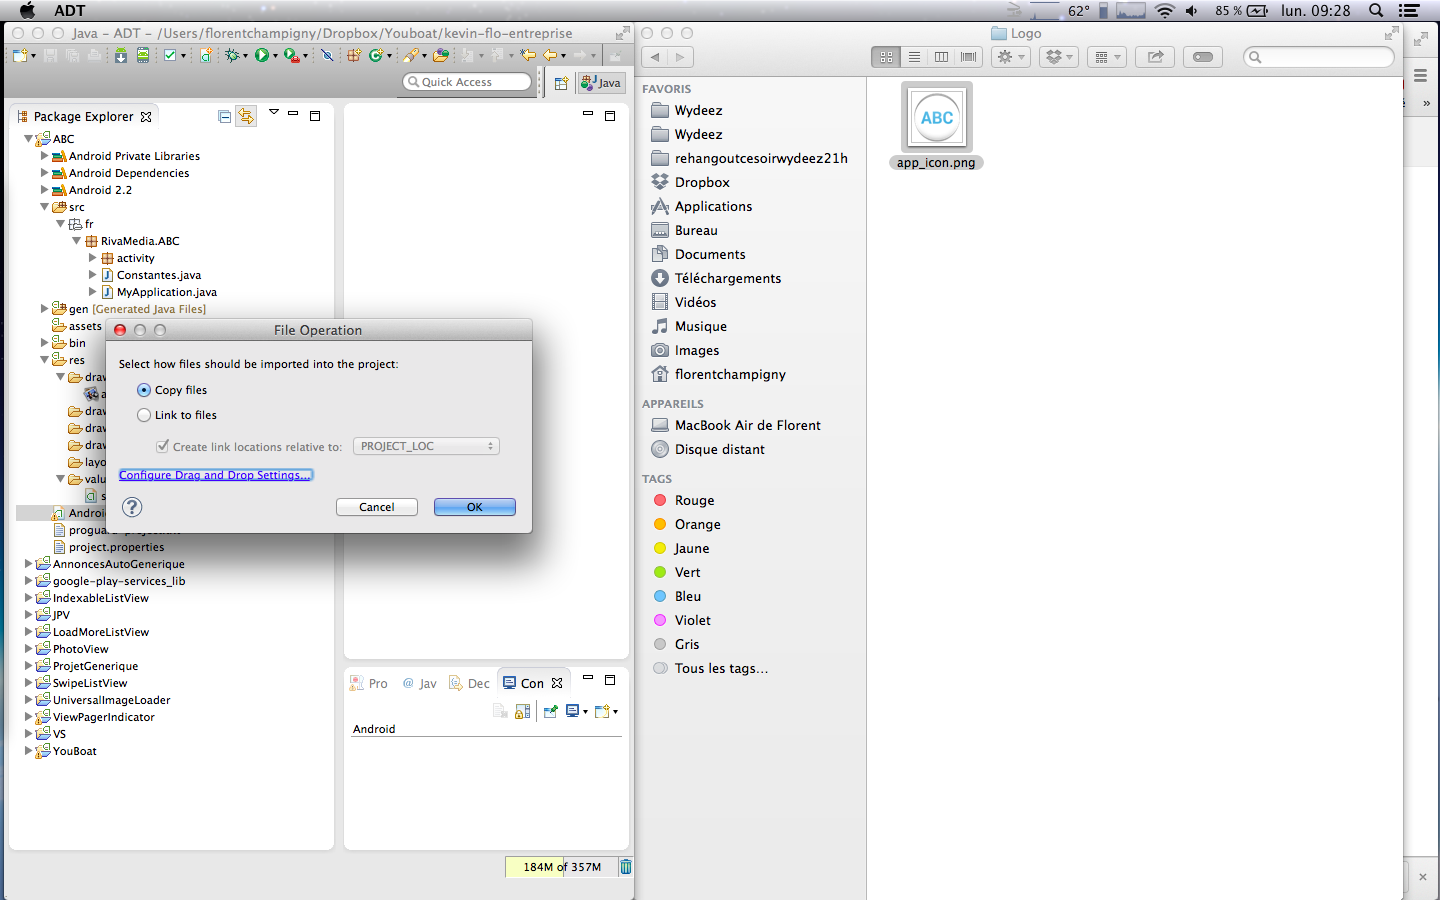 ADT
62°
85 %
lun. 09:28
Java – ADT – /Users/florentchampigny/Dropbox/Youboat/kevin-flo-entreprise
Quick Access
Java
Package Explorer
ABC
Android Private Libraries
Android Dependencies
Android 2.2
src
fr
RivaMedia.ABC
activity
Constantes.java
MyApplication.java
gen [Generated Java Files]
assets
bin
res
draw
a
draw
draw
draw
layo
valu
s
Androi
project.properties
AnnoncesAutoGenerique
google-play-services_lib
IndexableListView
JPV
LoadMoreListView
PhotoView
ProjetGenerique
SwipeListView
UniversalImageLoader
ViewPagerIndicator
VS
YouBoat
File Operation
Select how files should be imported into the project:
Copy files
Link to files
Create link locations relative to:
PROJECT_LOC
Configure Drag and Drop Settings...
?
Cancel
OK
Pro
@ Jav
Dec
Con
Android
184M of 357M
Logo
FAVORIS
Wydeez
Wydeez
rehangoutcesoirwydeez21h
Dropbox
Applications
Bureau
Documents
Téléchargements
Vidéos
Musique
Images
florentchampigny
APPAREILS
MacBook Air de Florent
Disque distant
TAGS
Rouge
Orange
Jaune
Vert
Bleu
Violet
Gris
Tous les tags...
ABC
app_icon.png
»